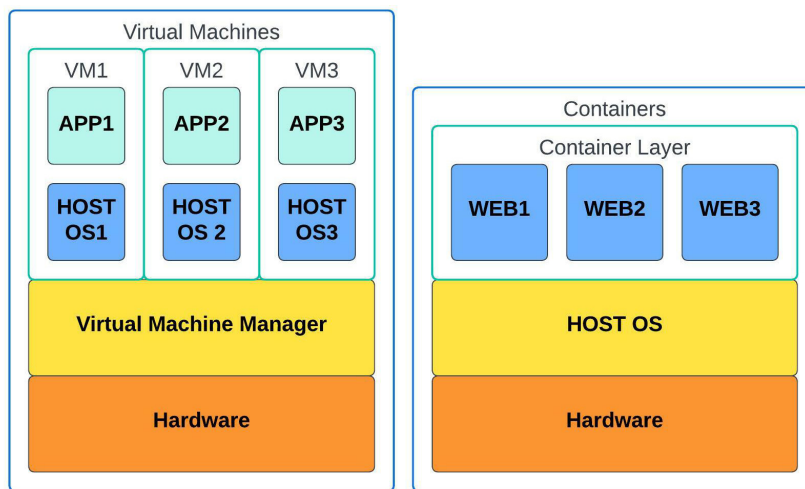 Virtual Machines
VM1
VM2
VM3
APP1
APP2
APP3
HOST
OS1
HOST
OS 2
HOST
OS3
Virtual Machine Manager
Hardware
Containers
Container Layer
WEB1
WEB2
WEB3
HOST OS
Hardware